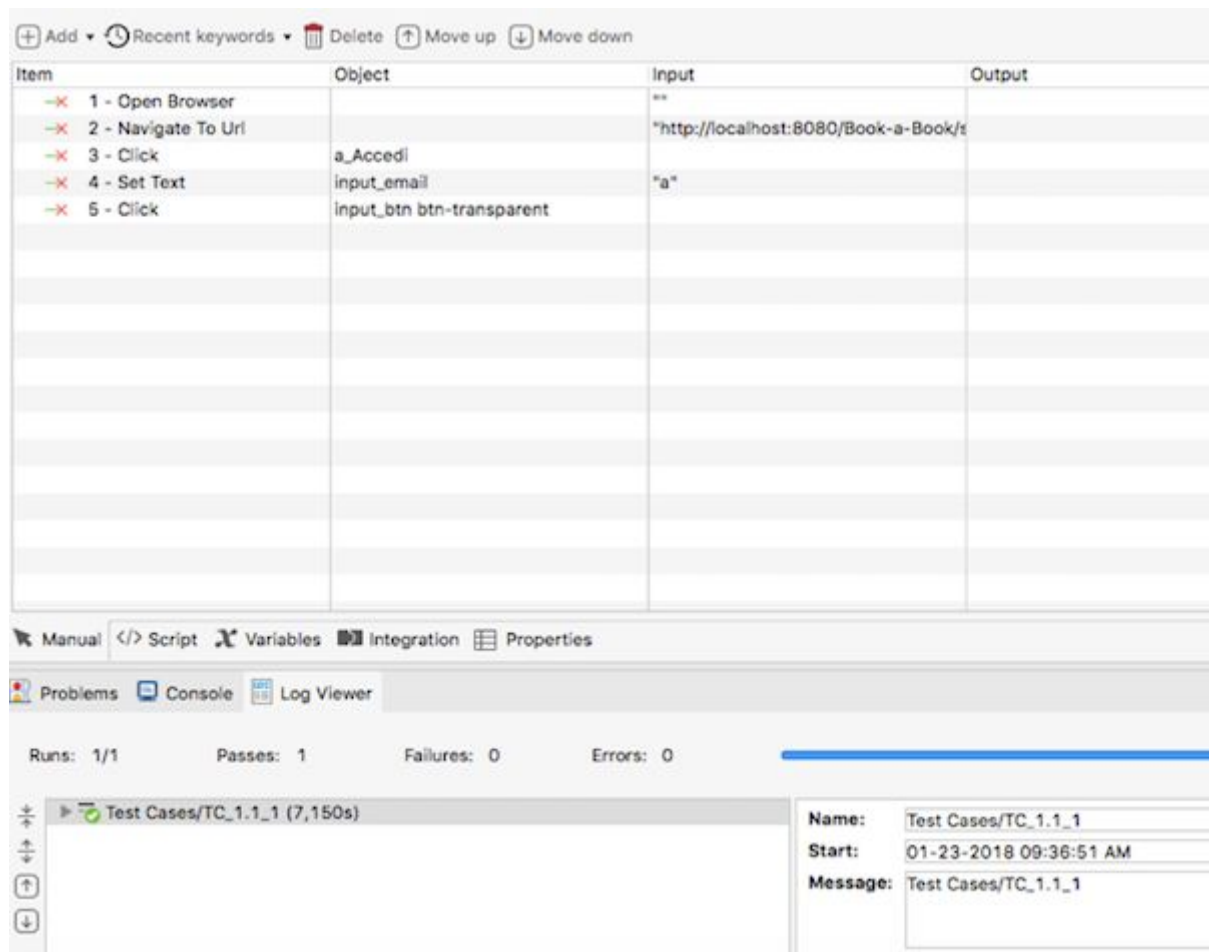 Add Recent keywords Delete Move up Move down
Item Object Input Output
1 - Open Browser ""
2 - Navigate To Url "http://localhost:8080/Book-a-Book/s
3 - Click a_Accedi
4 - Set Text input_email "a"
5 - Click input_btn btn-transparent
Manual </> Script Variables Integration Properties
Problems Console Log Viewer
Runs: 1/1 Passes: 1 Failures: 0 Errors: 0
Test Cases/TC_1.1_1 (7,150s)
Name: Test Cases/TC_1.1_1
Start: 01-23-2018 09:36:51 AM
Message: Test Cases/TC_1.1_1